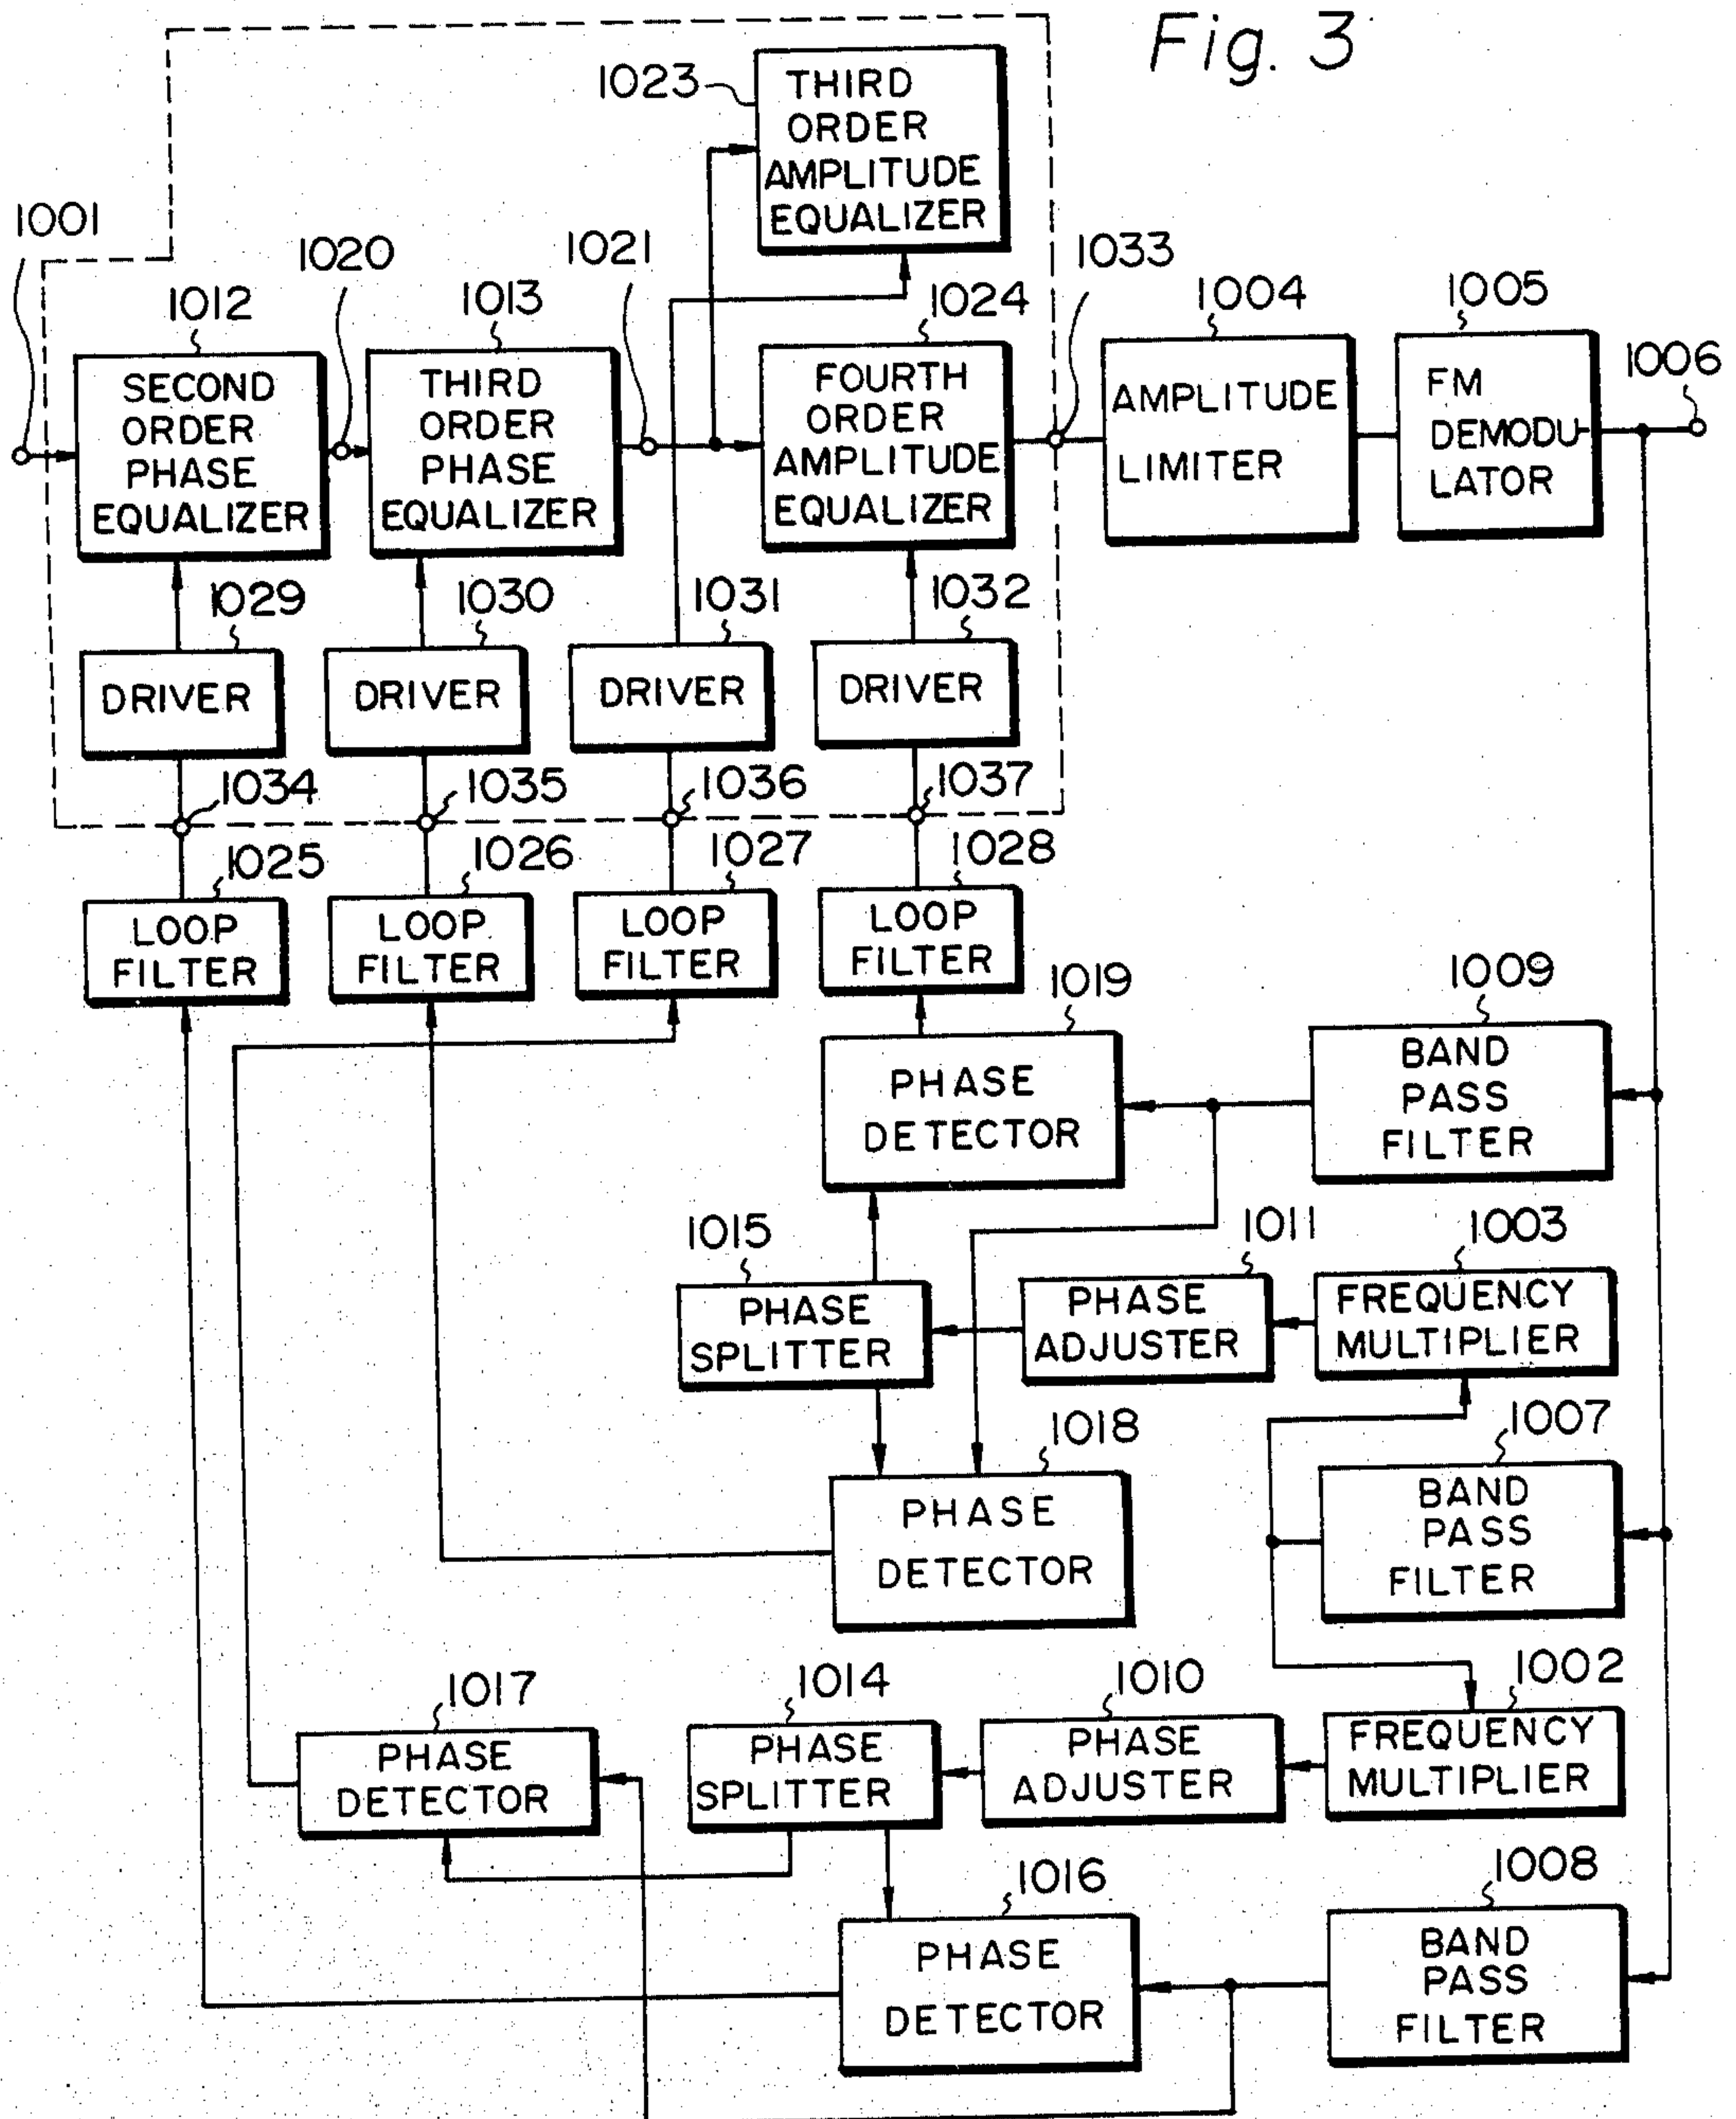 Fig. 3
1023
THIRD
ORDER
AMPLITUDE
EQUALIZER
1001
1020
1021
1033
1012
SECOND
ORDER
PHASE
EQUALIZER
1013
THIRD
ORDER
PHASE
EQUALIZER
1024
FOURTH
ORDER
AMPLITUDE
EQUALIZER
1004
AMPLITUDE
LIMITER
1005
FM
DEMODU-
LATOR
1006
1029
DRIVER
1030
DRIVER
1031
DRIVER
1032
DRIVER
1034
1035
1036
1037
1025
LOOP
FILTER
1026
LOOP
FILTER
1027
LOOP
FILTER
1028
LOOP
FILTER
1019
PHASE
DETECTOR
1009
BAND
PASS
FILTER
1015
PHASE
SPLITTER
1011
PHASE
ADJUSTER
1003
FREQUENCY
MULTIPLIER
1018
PHASE
DETECTOR
1007
BAND
PASS
FILTER
1017
PHASE
DETECTOR
1014
PHASE
SPLITTER
1010
PHASE
ADJUSTER
1002
FREQUENCY
MULTIPLIER
1016
PHASE
DETECTOR
1008
BAND
PASS
FILTER